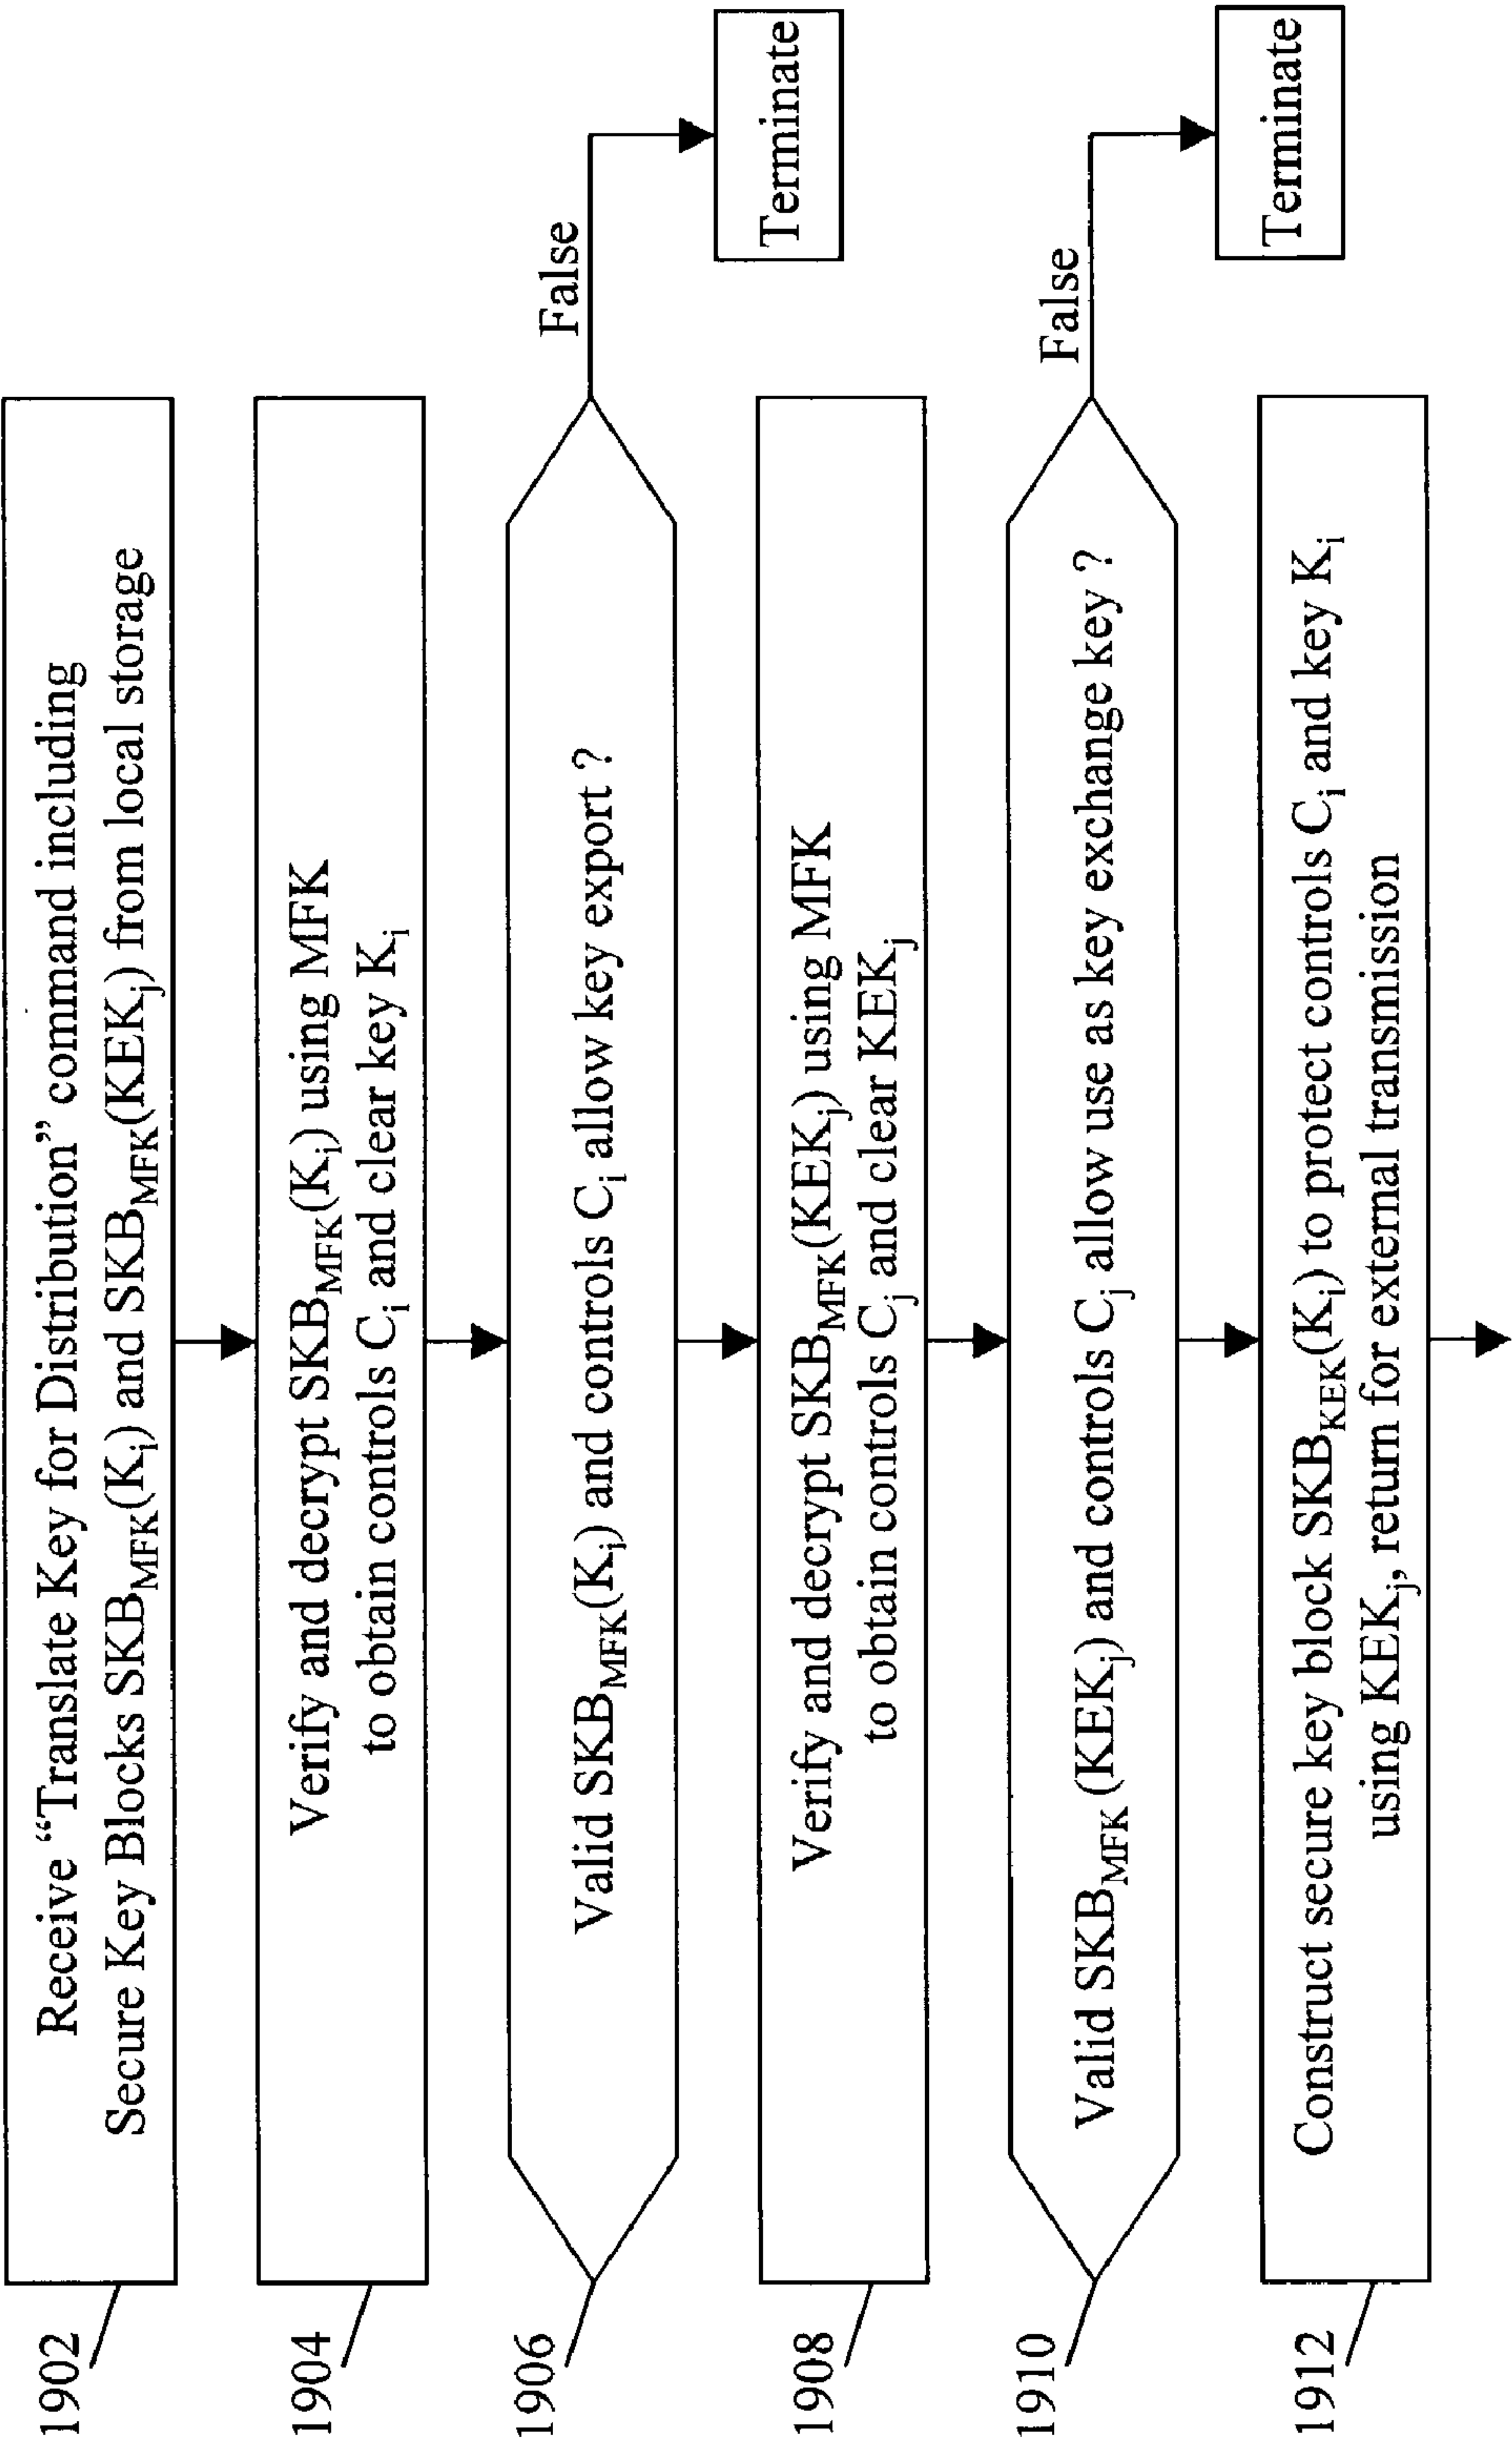 1902
Receive “Translate Key for Distribution” command including
Secure Key Blocks SKB_MFK(K_i) and SKB_MFK(KEK_j) from local storage
1904
Verify and decrypt SKB_MFK(K_i) using MFK
to obtain controls C_i and clear key K_i
1906
Valid SKB_MFK(K_i) and controls C_i allow key export ?
False
Terminate
1908
Verify and decrypt SKB_MFK(KEK_j) using MFK
to obtain controls C_j and clear KEK_j
1910
Valid SKB_MFK (KEK_j) and controls C_j allow use as key exchange key ?
False
Terminate
1912
Construct secure key block SKB_KEK(K_i) to protect controls C_i and key K_i
using KEK_j, return for external transmission